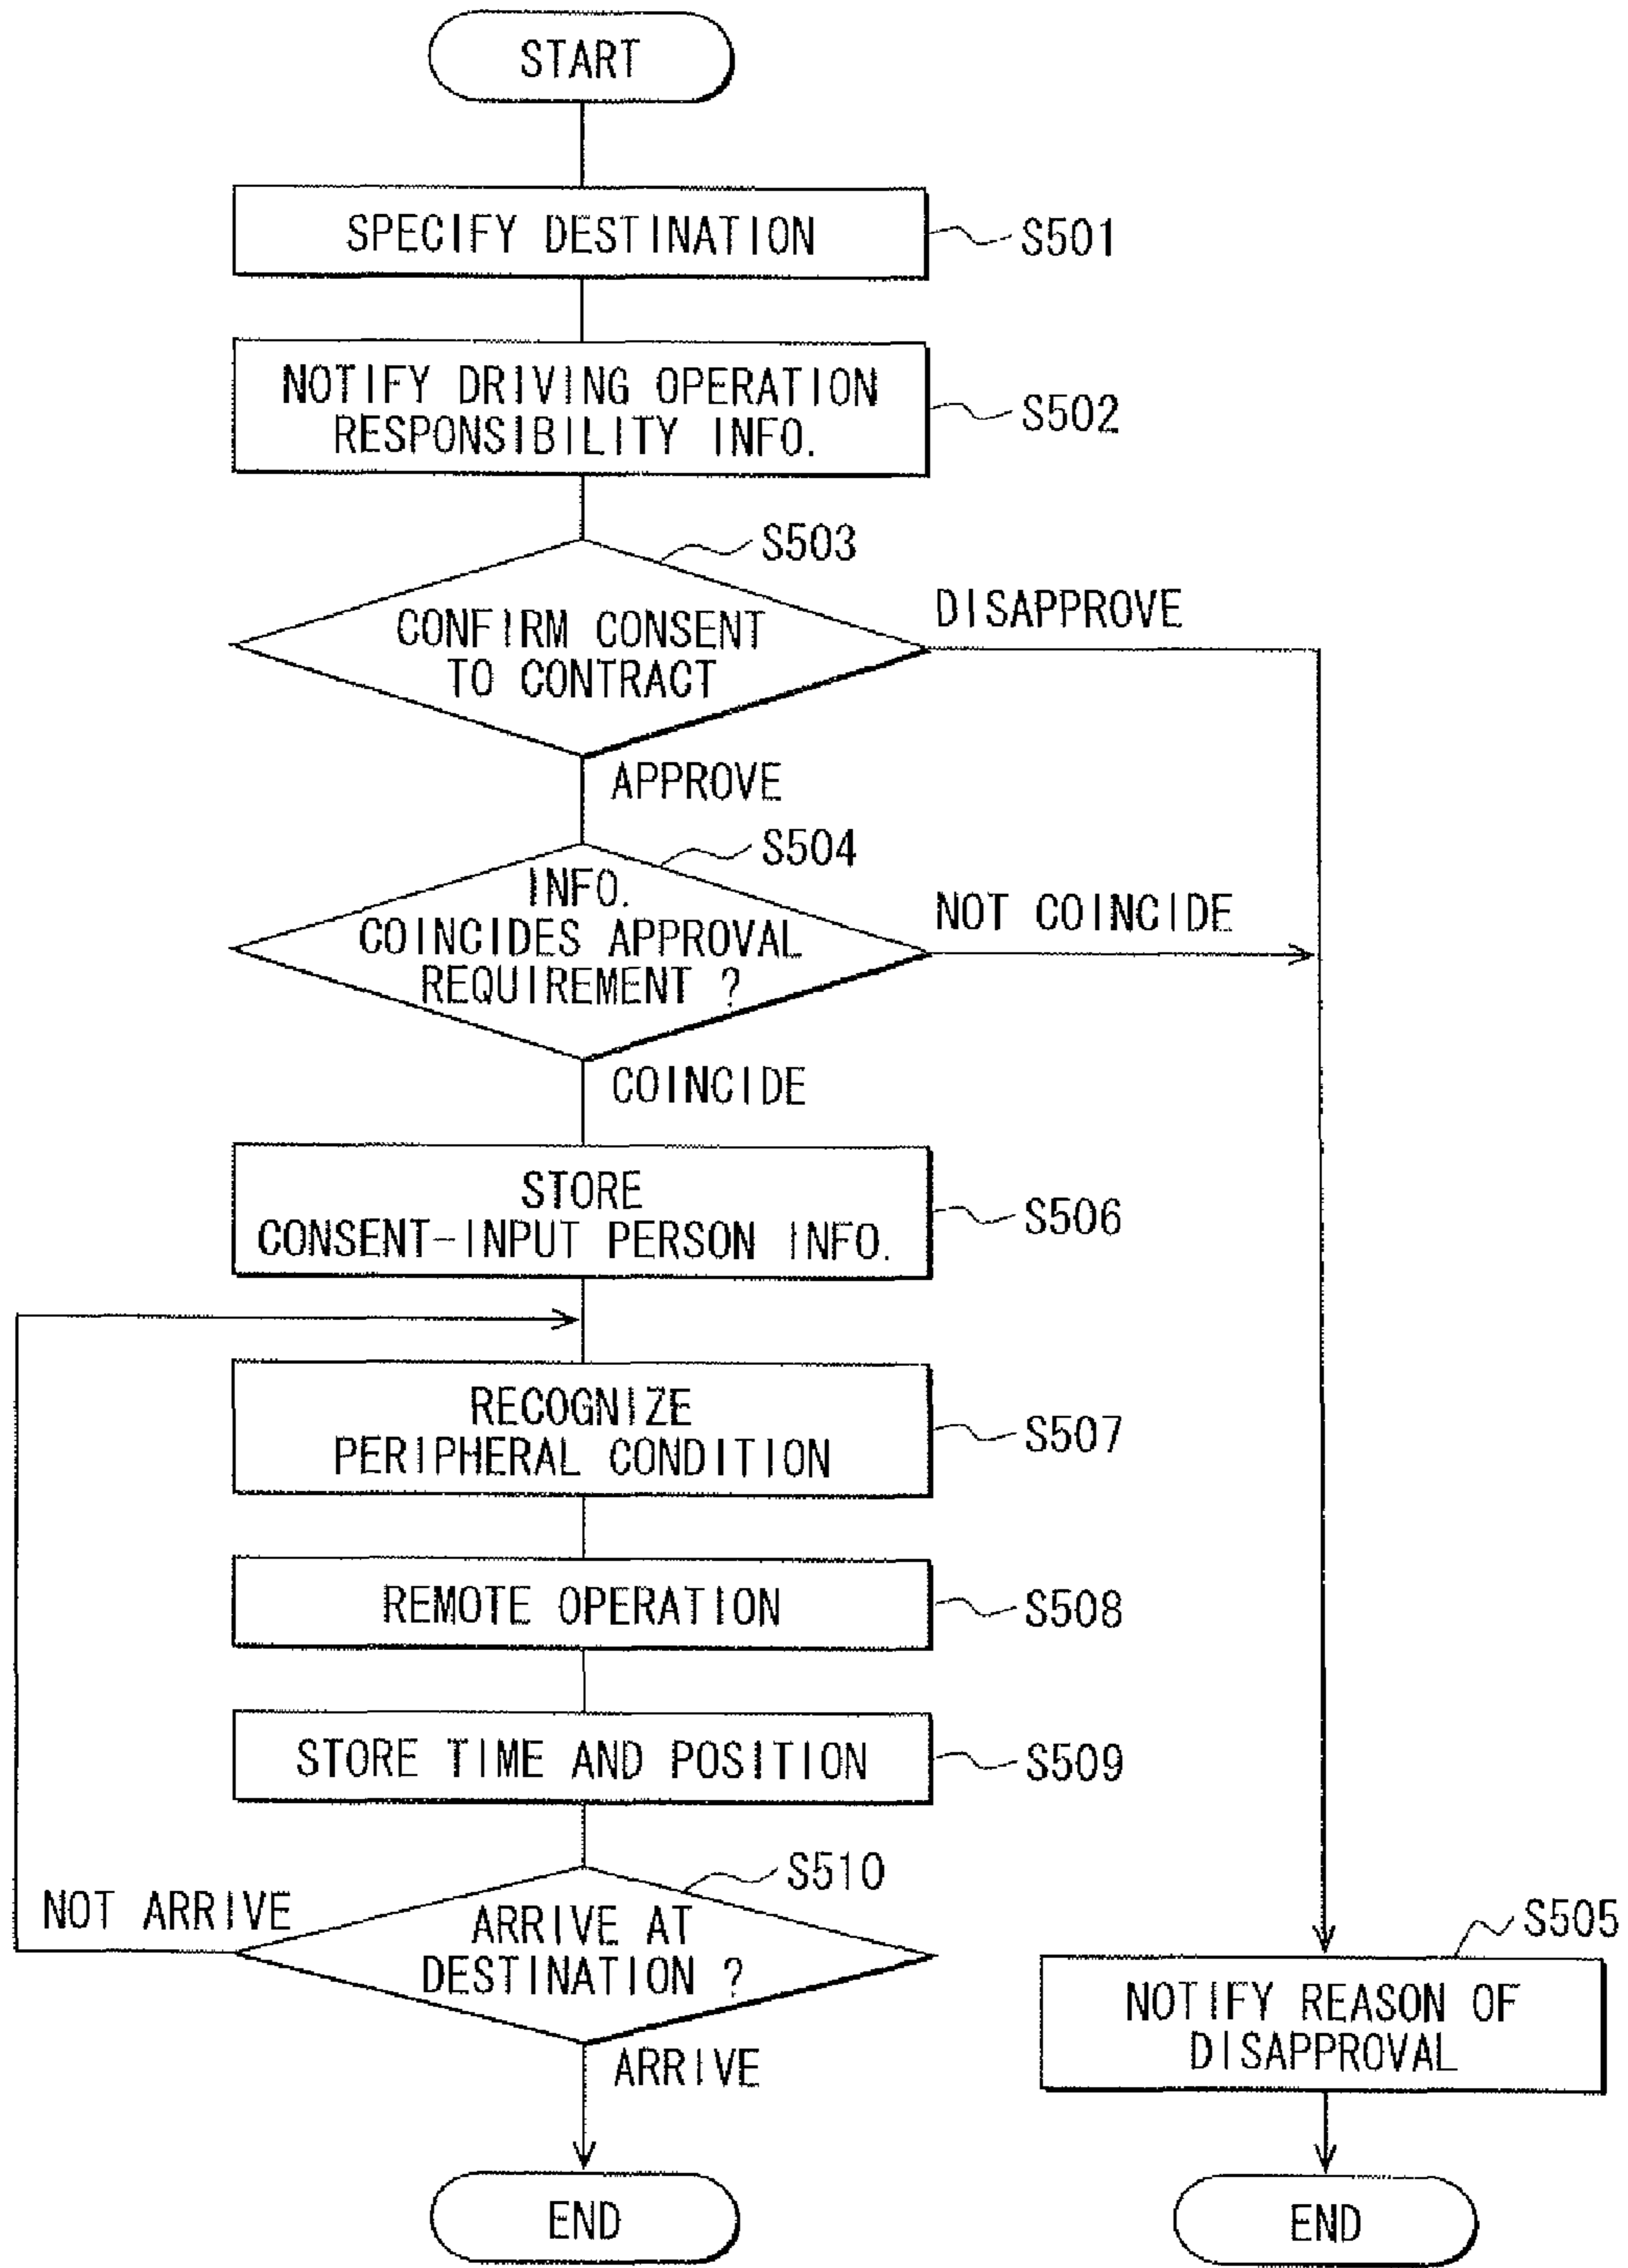 START
SPECIFY DESTINATION
S501
NOTIFY DRIVING OPERATION
RESPONSIBILITY INFO.
S502
S503
CONFIRM CONSENT
TO CONTRACT
DISAPPROVE
APPROVE
S504
INFO.
COINCIDES APPROVAL
REQUIREMENT ?
NOT COINCIDE
COINCIDE
STORE
CONSENT-INPUT PERSON INFO.
S506
RECOGNIZE
PERIPHERAL CONDITION
S507
REMOTE OPERATION
S508
STORE TIME AND POSITION
S509
S510
NOT ARRIVE
ARRIVE AT
DESTINATION ?
ARRIVE
END
S505
NOTIFY REASON OF
DISAPPROVAL
END